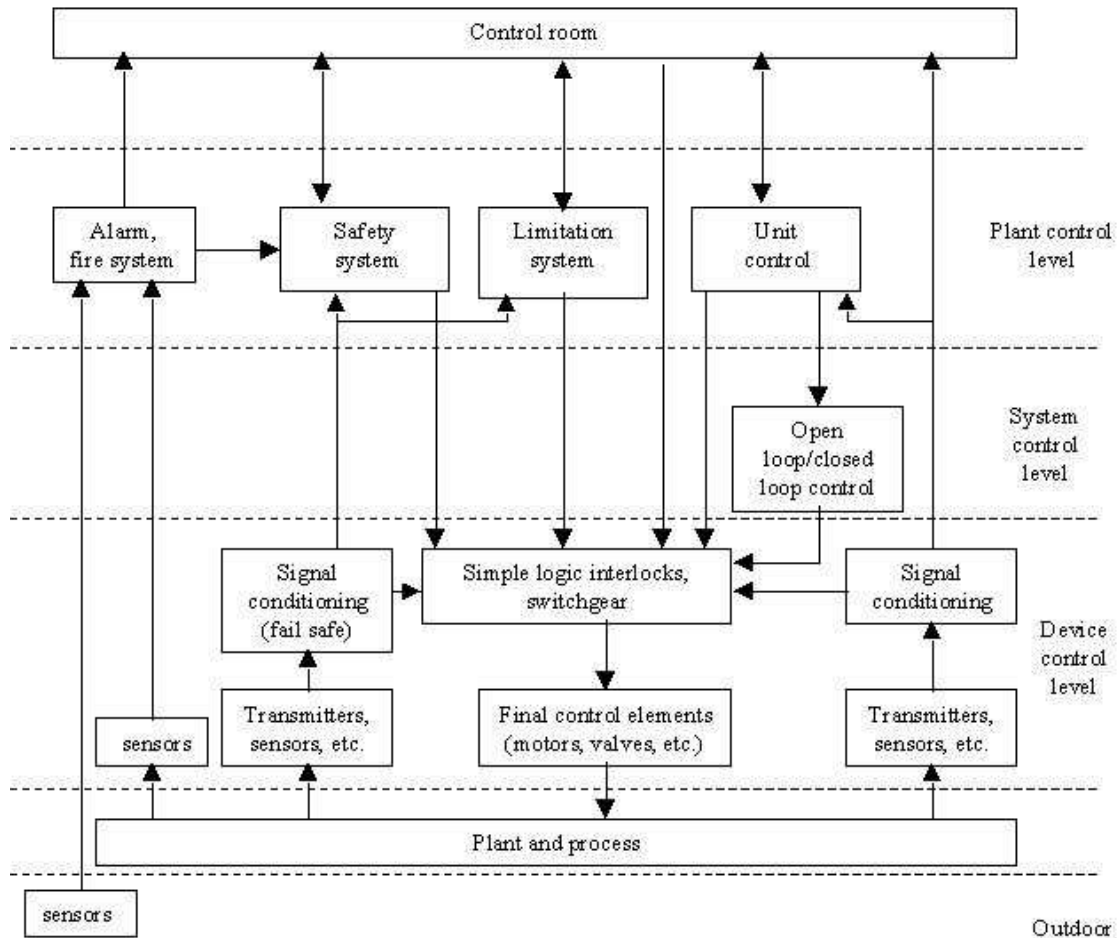 Control room
Alarm,
fire system
Safety
system
Limitation
system
Unit
control
Plant control
level
Open
loop/closed
loop control
System
control
level
Signal
conditioning
(fail safe)
Simple logic interlocks,
switchgear
Signal
conditioning
Device
control
level
sensors
Transmitters,
sensors, etc.
Final control elements
(motors, valves, etc.)
Transmitters,
sensors, etc.
Plant and process
sensors
Outdoor